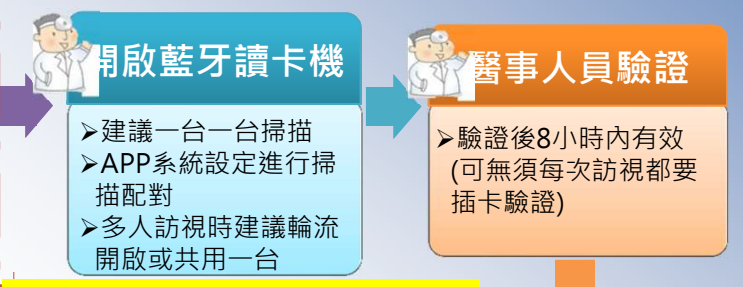 開啟藍牙讀卡機
➢建議一台一台掃描
➢APP系統設定進行掃
描配對
➢多人訪視時建議輪流
開啟或共用一台
醫事人員驗證
➢驗證後8小時內有效
(可無須每次訪視都要
插卡驗證)